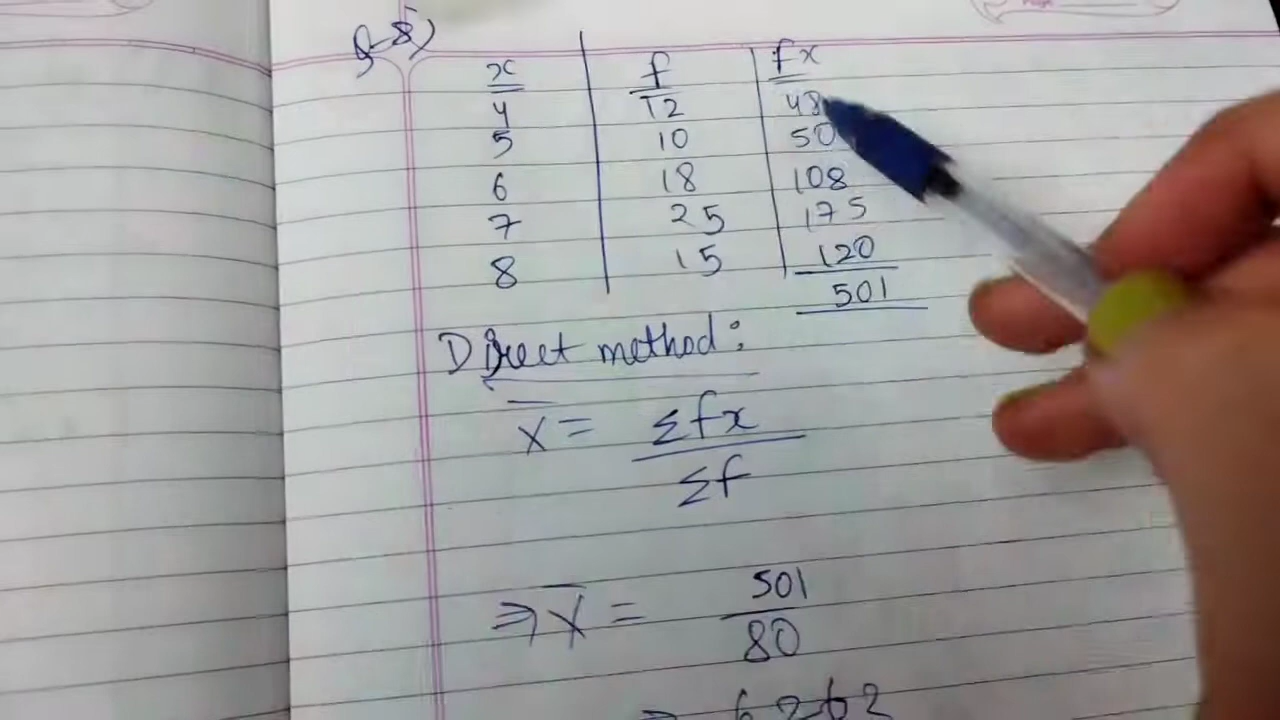 Q-5)
x f fx
4 12 48
5 10 50
6 18 108
7 25 175
8 15 120
501
Direct method:
x̄ = Σfx
Σf
⇒ x̄ = 501
80